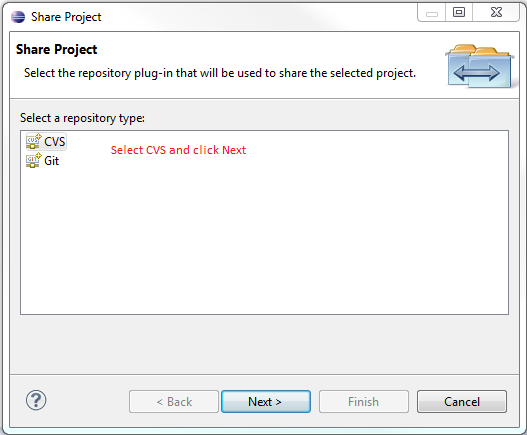 Share Project
Share Project
Select the repository plug-in that will be used to share the selected project.
Select a repository type:
CVS
Select CVS and click Next
Git
< Back
Next >
Finish
Cancel